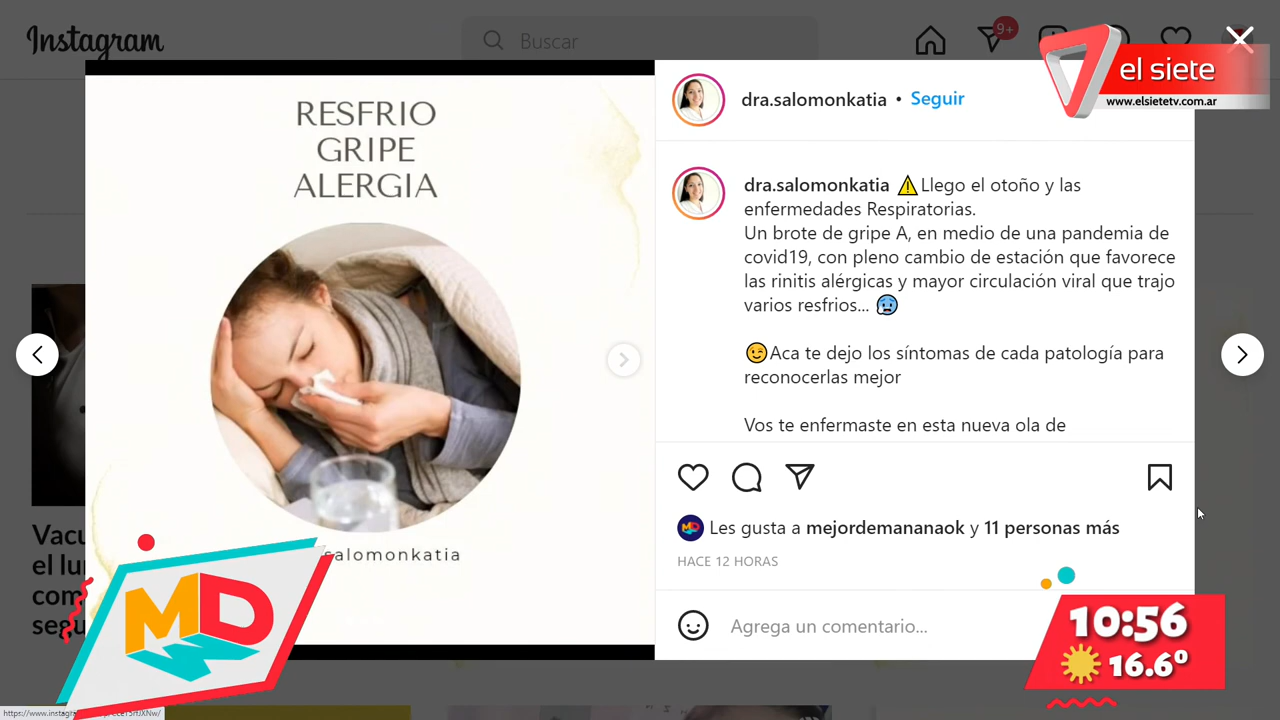 Instagram
Buscar
9+
el siete
www.elsietetv.com.ar
RESFRIO
GRIPE
ALERGIA
salomonkatia
dra.salomonkatia • Seguir
dra.salomonkatia ⚠️Llego el otoño y las
enfermedades Respiratorias.
Un brote de gripe A, en medio de una pandemia de
covid19, con pleno cambio de estación que favorece
las rinitis alérgicas y mayor circulación viral que trajo
varios resfrios... 🥶
😉Aca te dejo los síntomas de cada patología para
reconocerlas mejor
Vos te enfermaste en esta nueva ola de
Les gusta a mejordemananaok y 11 personas más
HACE 12 HORAS
Agrega un comentario...
Vacu
el lu
com
segu
MD
10:56
16.6º